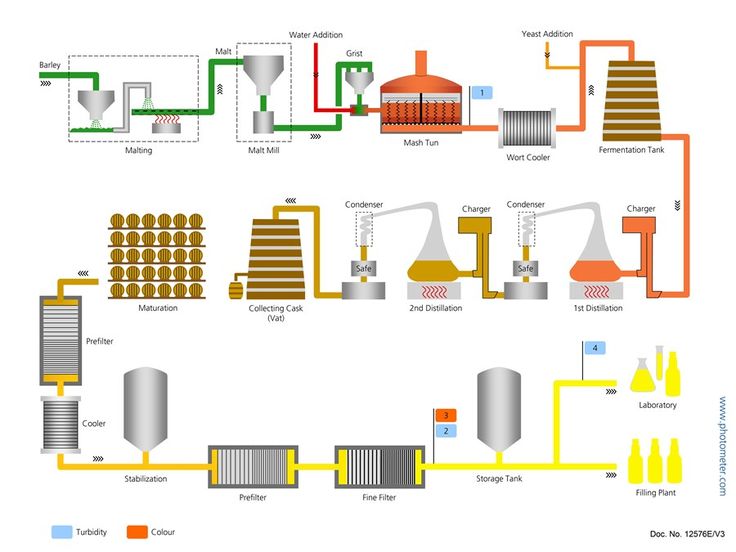 Water Addition
Yeast Addition
Malt
Grist
Barley
1
Malting
Malt Mill
Mash Tun
Wort Cooler
Fermentation Tank
Condenser
Charger
Condenser
Charger
Safe
Safe
Maturation
Collecting Cask
(Vat)
2nd Distillation
1st Distillation
Prefilter
4
Laboratory
Cooler
3
2
Stabilization
Prefilter
Fine Filter
Storage Tank
Filling Plant
www.photometer.com
Turbidity
Colour
Doc. No. 12576E/V3